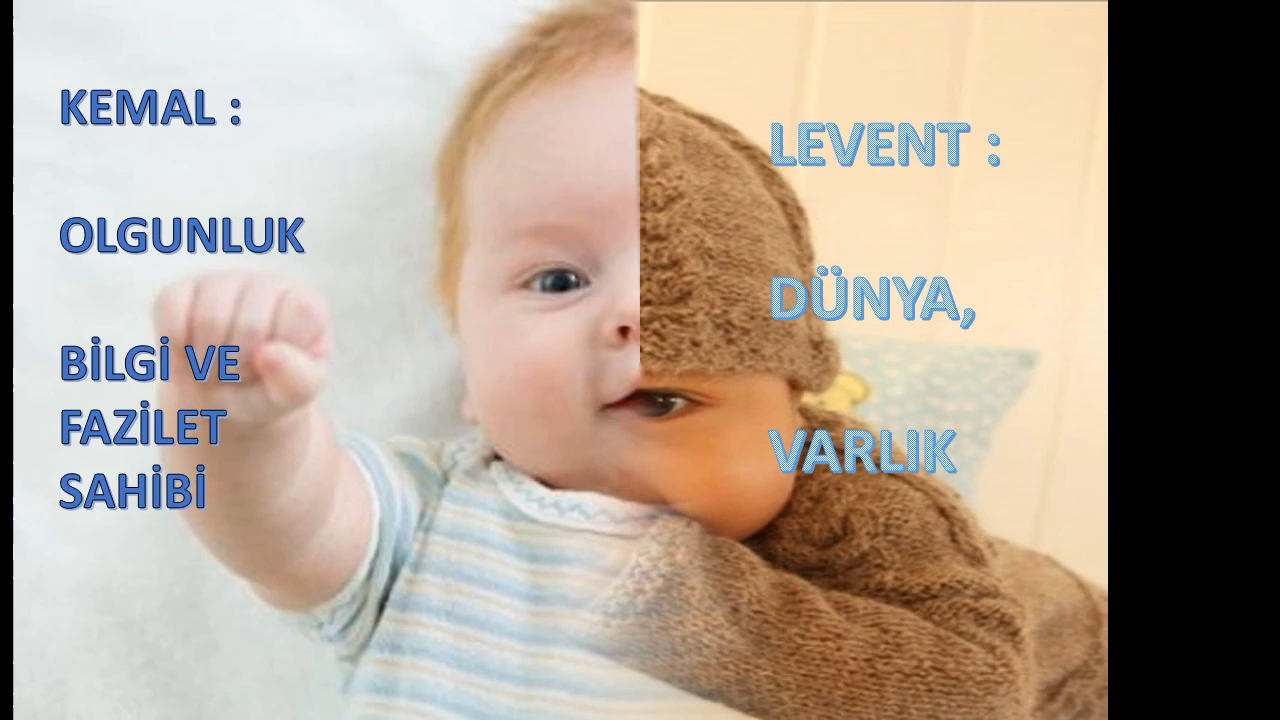 KEMAL :
OLGUNLUK
BİLGİ VE
FAZİLET
SAHİBİ
LEVENT :
DÜNYA,
VARLIK